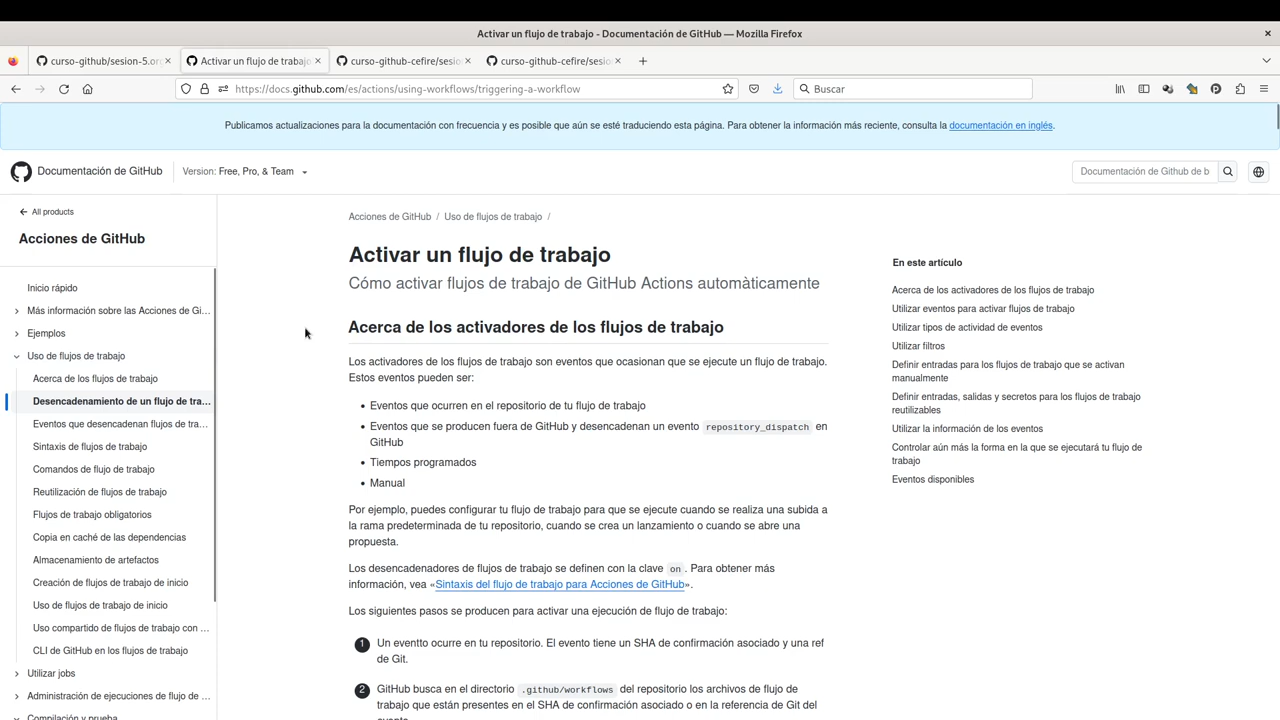 Activar un flujo de trabajo - Documentación de GitHub — Mozilla Firefox
curso-github/sesion-5.or
Activar un flujo de trabajo
curso-github-cefire/sesio
curso-github-cefire/sesio
https://docs.github.com/es/actions/using-workflows/triggering-a-workflow
Buscar
Publicamos actualizaciones para la documentación con frecuencia y es posible que aún se esté traduciendo esta página. Para obtener la información más reciente, consulta la documentación en inglés.
Documentación de GitHub
Version: Free, Pro, & Team
Documentación de Github de b
All products
Acciones de GitHub
Inicio rápido
Más información sobre las Acciones de Gi...
Ejemplos
Uso de flujos de trabajo
Acerca de los flujos de trabajo
Desencadenamiento de un flujo de tra...
Eventos que desencadenan flujos de tra...
Sintaxis de flujos de trabajo
Comandos de flujo de trabajo
Reutilización de flujos de trabajo
Flujos de trabajo obligatorios
Copia en caché de las dependencias
Almacenamiento de artefactos
Creación de flujos de trabajo de inicio
Uso de flujos de trabajo de inicio
Uso compartido de flujos de trabajo con ...
CLI de GitHub en los flujos de trabajo
Utilizar jobs
Administración de ejecuciones de flujo de ...
Compilación y prueba
Acciones de GitHub / Uso de flujos de trabajo /
Activar un flujo de trabajo
Cómo activar flujos de trabajo de GitHub Actions automàticamente
Acerca de los activadores de los flujos de trabajo
Los activadores de los flujos de trabajo son eventos que ocasionan que se ejecute un flujo de trabajo.
Estos eventos pueden ser:
• Eventos que ocurren en el repositorio de tu flujo de trabajo
• Eventos que se producen fuera de GitHub y desencadenan un evento repository_dispatch en
GitHub
• Tiempos programados
• Manual
Por ejemplo, puedes configurar tu flujo de trabajo para que se ejecute cuando se realiza una subida a
la rama predeterminada de tu repositorio, cuando se crea un lanzamiento o cuando se abre una
propuesta.
Los desencadenadores de flujos de trabajo se definen con la clave on. Para obtener más
información, vea «Sintaxis del flujo de trabajo para Acciones de GitHub».
Los siguientes pasos se producen para activar una ejecución de flujo de trabajo:
1 Un eventto ocurre en tu repositorio. El evento tiene un SHA de confirmación asociado y una ref
de Git.
2 GitHub busca en el directorio .github/workflows del repositorio los archivos de flujo de
trabajo que están presentes en el SHA de confirmación asociado o en la referencia de Git del
En este artículo
Acerca de los activadores de los flujos de trabajo
Utilizar eventos para activar flujos de trabajo
Utilizar tipos de actividad de eventos
Utilizar filtros
Definir entradas para los flujos de trabajo que se activan
manualmente
Definir entradas, salidas y secretos para los flujos de trabajo
reutilizables
Utilizar la información de los eventos
Controlar aún más la forma en la que se ejecutará tu flujo de
trabajo
Eventos disponibles